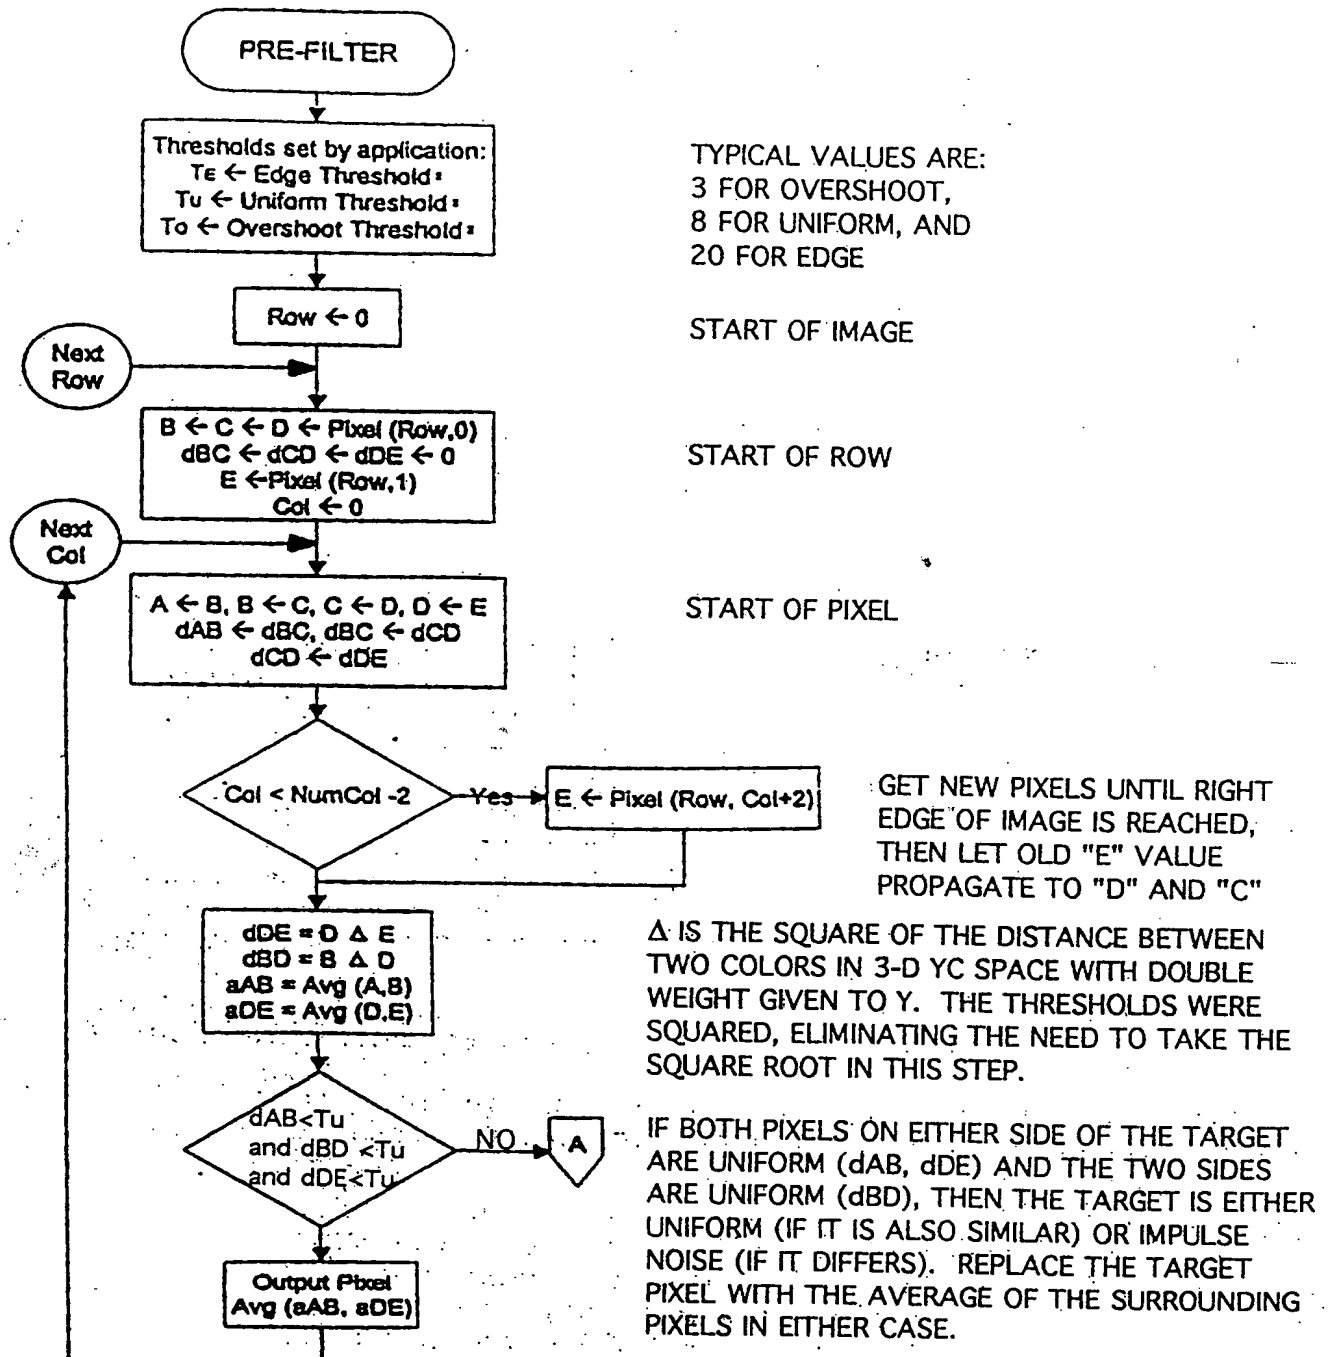 PRE-FILTER
Thresholds set by application:
TE ← Edge Threshold²
Tu ← Uniform Threshold²
To ← Overshoot Threshold²
TYPICAL VALUES ARE:
3 FOR OVERSHOOT,
8 FOR UNIFORM, AND
20 FOR EDGE
Row ← 0
START OF IMAGE
Next
Row
B ← C ← D ← Pixel (Row,0)
dBC ← dCD ← dDE ← 0
E ←Pixel (Row,1)
Col ← 0
START OF ROW
Next
Col
A ← B, B ← C, C ← D, D ← E
dAB ← dBC, dBC ← dCD
dCD ← dDE
START OF PIXEL
Col < NumCol -2
Yes
E ← Pixel (Row, Col+2)
GET NEW PIXELS UNTIL RIGHT
EDGE OF IMAGE IS REACHED,
THEN LET OLD "E" VALUE
PROPAGATE TO "D" AND "C"
dDE = D Δ E
dBD = B Δ D
aAB = Avg (A,B)
aDE = Avg (D,E)
Δ IS THE SQUARE OF THE DISTANCE BETWEEN
TWO COLORS IN 3-D YC SPACE WITH DOUBLE
WEIGHT GIVEN TO Y. THE THRESHOLDS WERE
SQUARED, ELIMINATING THE NEED TO TAKE THE
SQUARE ROOT IN THIS STEP.
dAB<Tu
and dBD <Tu
and dDE<Tu
NO
A
IF BOTH PIXELS ON EITHER SIDE OF THE TARGET
ARE UNIFORM (dAB, dDE) AND THE TWO SIDES
ARE UNIFORM (dBD), THEN THE TARGET IS EITHER
UNIFORM (IF IT IS ALSO SIMILAR) OR IMPULSE
NOISE (IF IT DIFFERS). REPLACE THE TARGET
PIXEL WITH THE AVERAGE OF THE SURROUNDING
PIXELS IN EITHER CASE.
Output Pixel
Avg (aAB, aDE)